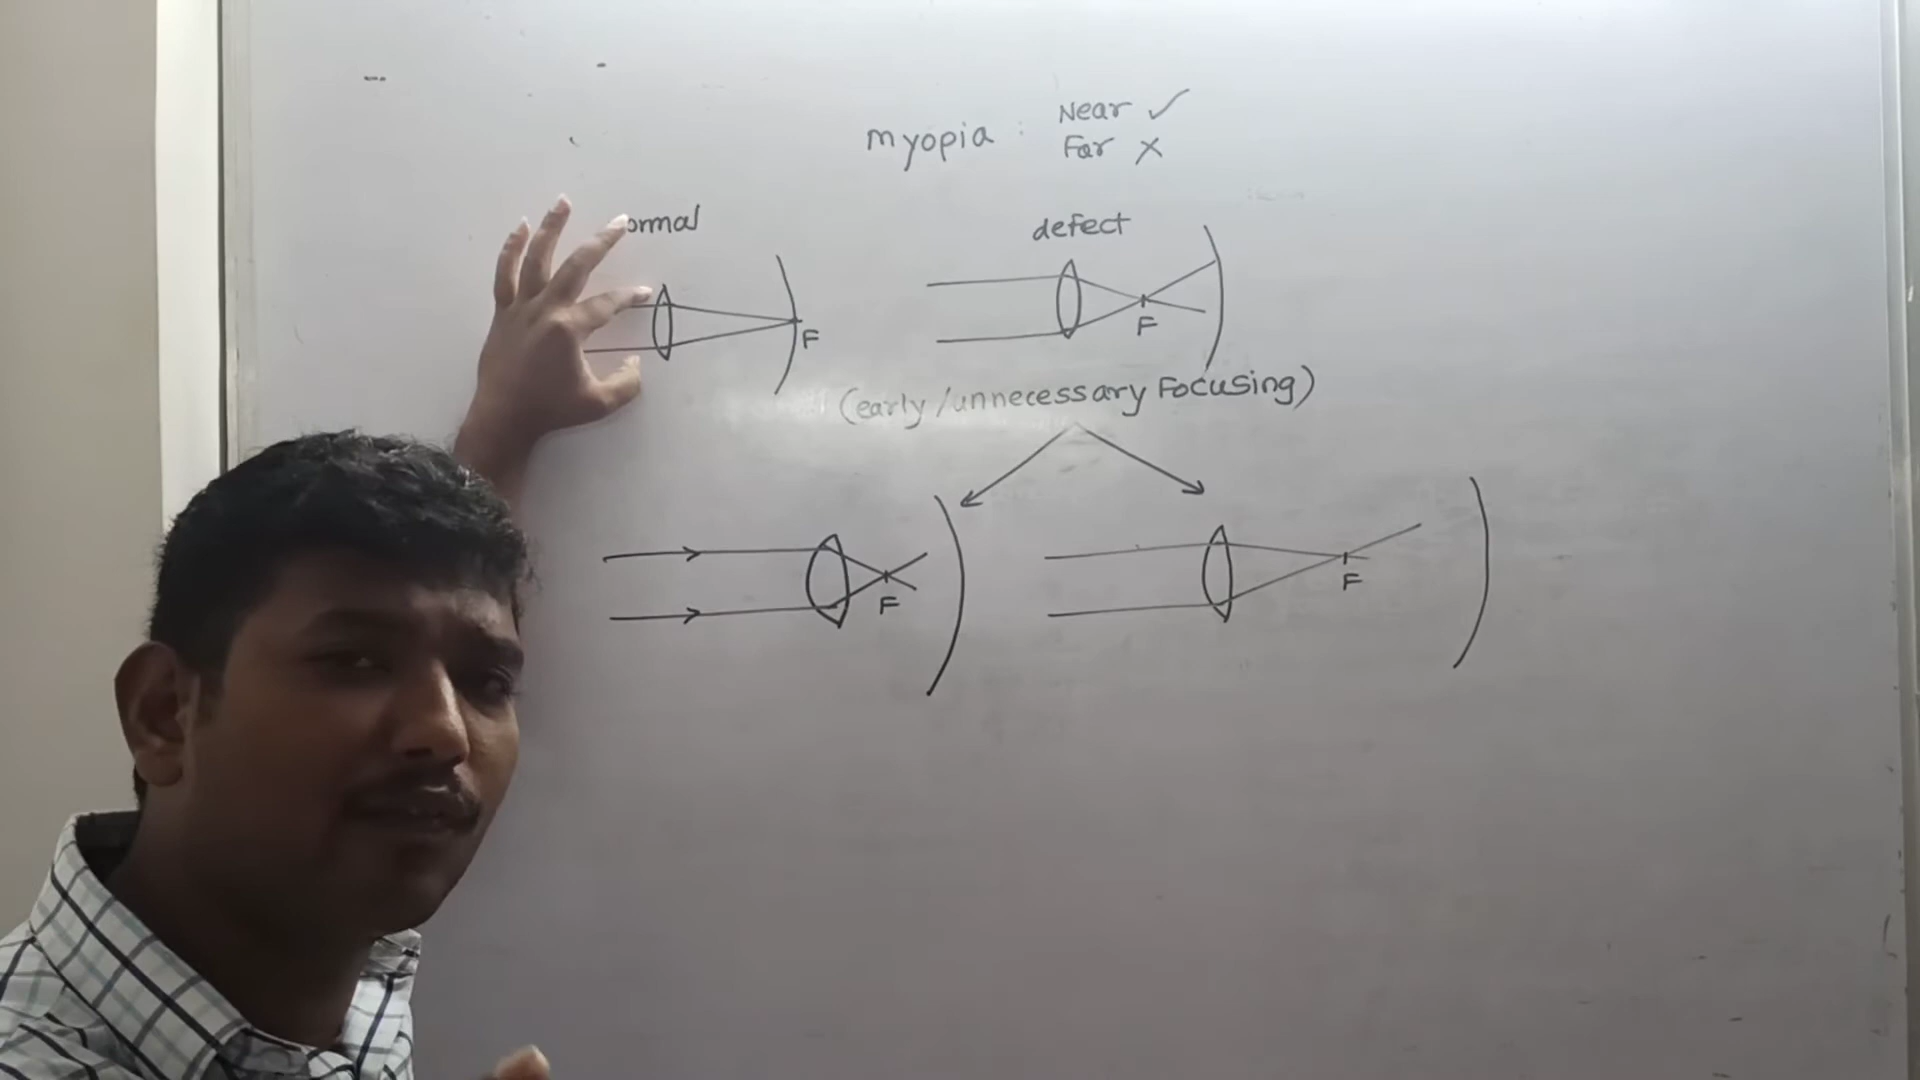 myopia : Near ✓
Far ✗
ormal
defect
F
F
(early/unnecessary Focusing)
F
F